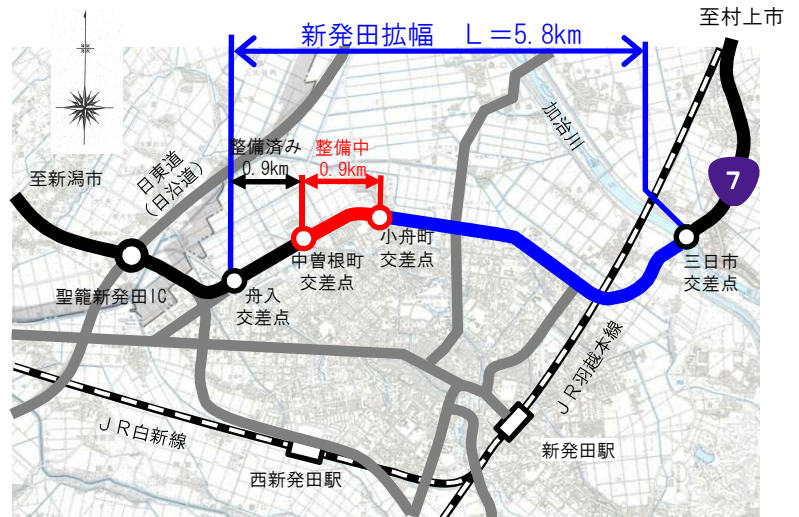 至村上市
新発田拡幅 L=5.8km
加治川
整備済み
0.9km
整備中
0.9km
日東道
(日沿道)
至新潟市
7
小舟町
交差点
中曽根町
交差点
三日市
交差点
聖籠新発田IC
舟入
交差点
JR羽越本線
JR白新線
新発田駅
西新発田駅